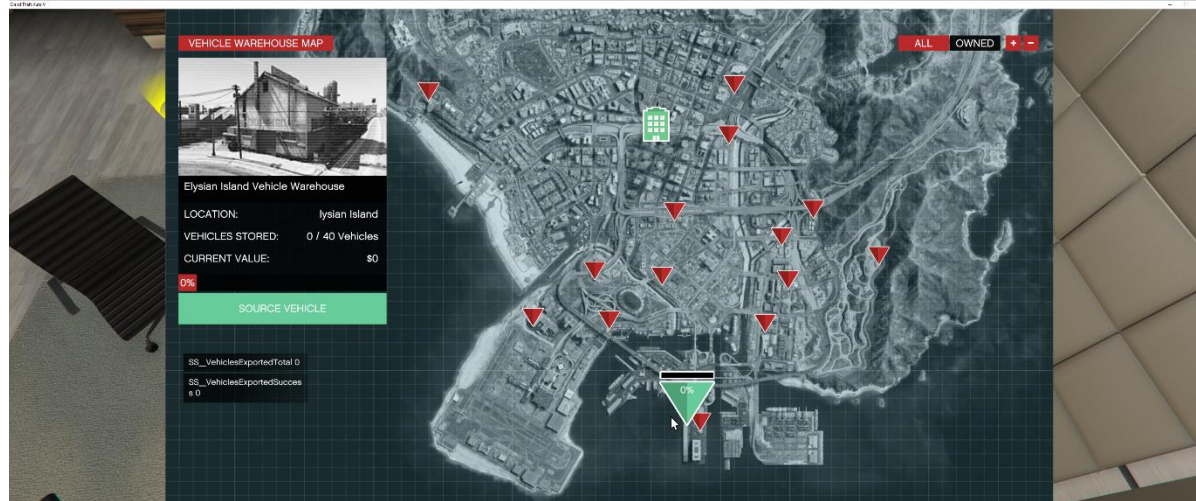 Grand Theft Auto V
VEHICLE WAREHOUSE MAP
ALL OWNED + -
Elysian Island Vehicle Warehouse
LOCATION: lysian Island
VEHICLES STORED: 0 / 40 Vehicles
CURRENT VALUE: $0
0%
SOURCE VEHICLE
SS_VehiclesExportedTotal 0
SS_VehiclesExportedSucces
s 0
0%